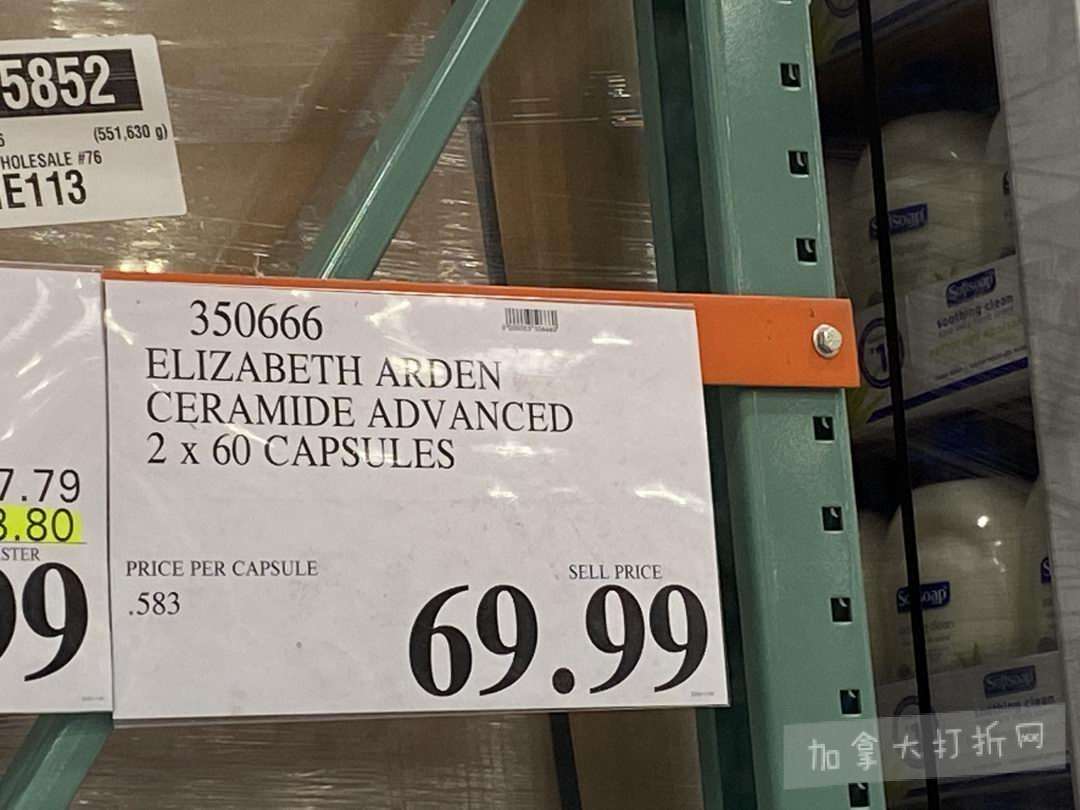 5852
(551,630 g)
HOLESALE #76
E113
350666
ELIZABETH ARDEN
CERAMIDE ADVANCED
2 x 60 CAPSULES
PRICE PER CAPSULE
.583
SELL PRICE
69.99
7.79
3.80
STER
99
Softsoap
Softsoap
soothing clean
Softsoap
Softsoap
加拿大打折网